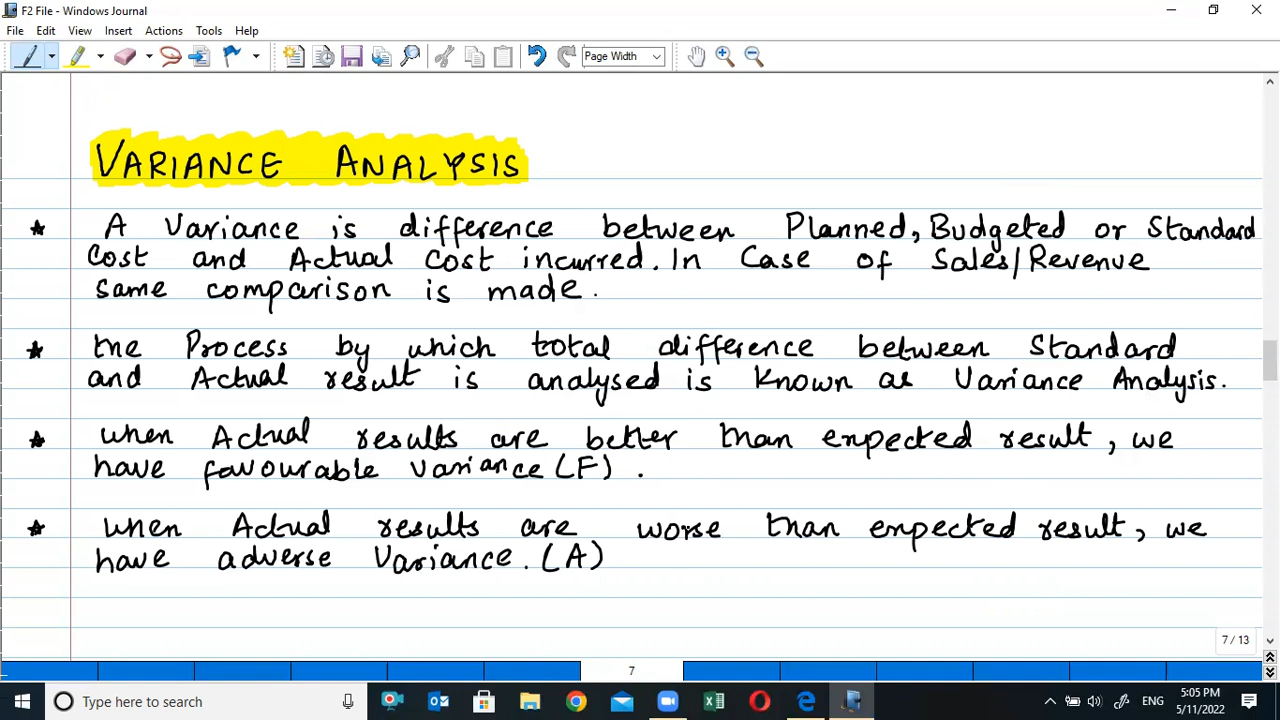 F2 File - Windows Journal
File Edit View Insert Actions Tools Help
Page Width
VARIANCE ANALYSIS
★ A Variance is difference between Planned, Budgeted or Standard
Cost and Actual Cost incurred. In Case of Sales/Revenue
same comparison is made.
★ the Process by which total difference between Standard
and Actual result is analysed is known as Variance Analysis.
★ when Actual results are better than expected result, we
have favourable variance (F).
★ when Actual results are worse than expected result, we
have adverse Variance. (A)
7 / 13
7
Type here to search
ENG
5:05 PM
5/11/2022